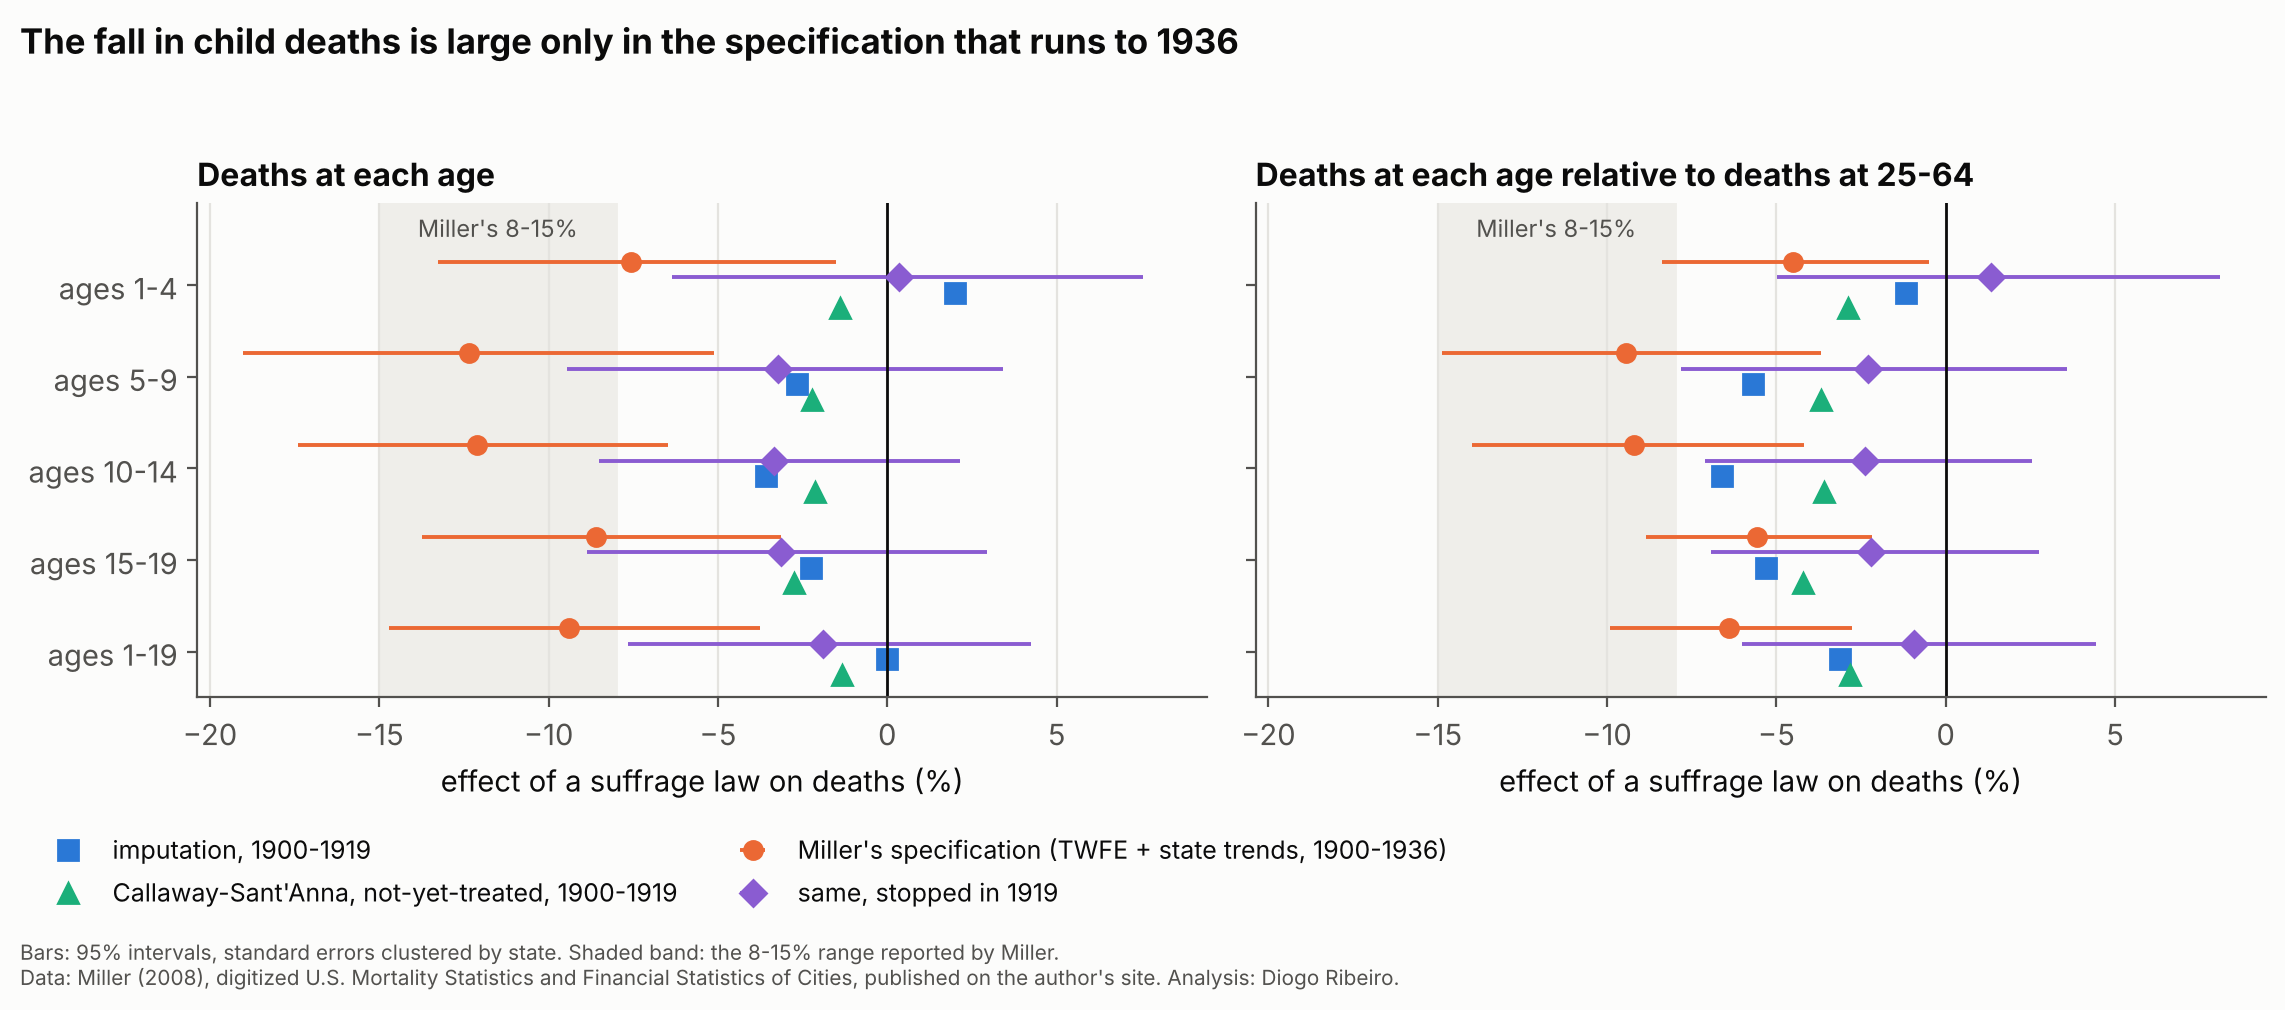 The fall in child deaths is large only in the specification that runs to 1936
Deaths at each age
Deaths at each age relative to deaths at 25-64
Miller's 8-15%
Miller's 8-15%
ages 1-4
ages 5-9
ages 10-14
ages 15-19
ages 1-19
−20 −15 −10 −5 0 5
−20 −15 −10 −5 0 5
effect of a suffrage law on deaths (%)
effect of a suffrage law on deaths (%)
imputation, 1900-1919
Callaway-Sant'Anna, not-yet-treated, 1900-1919
Miller's specification (TWFE + state trends, 1900-1936)
same, stopped in 1919
Bars: 95% intervals, standard errors clustered by state. Shaded band: the 8-15% range reported by Miller.
Data: Miller (2008), digitized U.S. Mortality Statistics and Financial Statistics of Cities, published on the author's site. Analysis: Diogo Ribeiro.